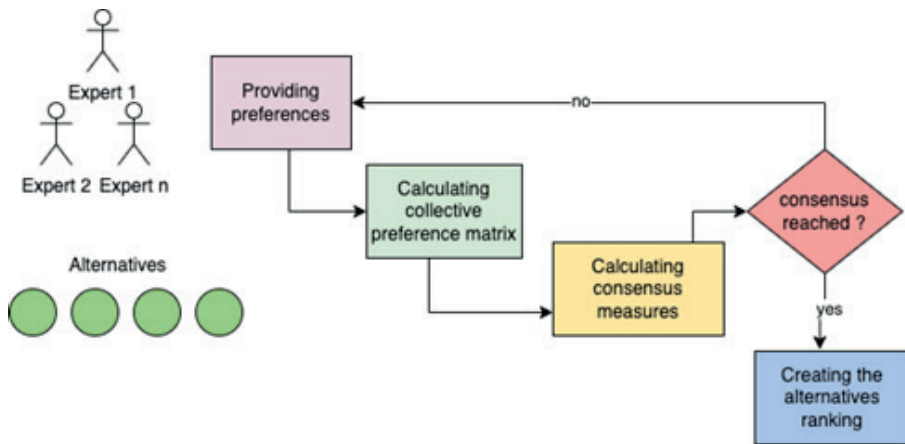 Expert 1
Expert 2
Expert n
Alternatives
Providing
preferences
Calculating
collective
preference matrix
Calculating
consensus
measures
consensus
reached ?
no
yes
Creating the
alternatives
ranking